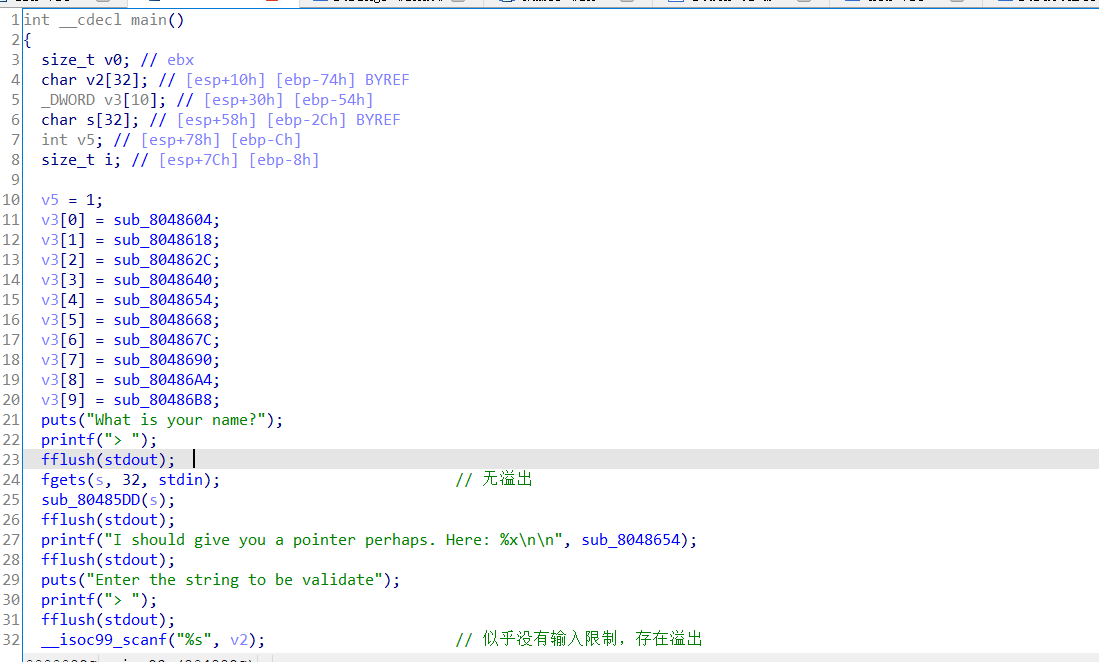 1 int __cdecl main()
2 {
3 size_t v0; // ebx
4 char v2[32]; // [esp+10h] [ebp-74h] BYREF
5 _DWORD v3[10]; // [esp+30h] [ebp-54h]
6 char s[32]; // [esp+58h] [ebp-2Ch] BYREF
7 int v5; // [esp+78h] [ebp-Ch]
8 size_t i; // [esp+7Ch] [ebp-8h]
9
10 v5 = 1;
11 v3[0] = sub_8048604;
12 v3[1] = sub_8048618;
13 v3[2] = sub_804862C;
14 v3[3] = sub_8048640;
15 v3[4] = sub_8048654;
16 v3[5] = sub_8048668;
17 v3[6] = sub_804867C;
18 v3[7] = sub_8048690;
19 v3[8] = sub_80486A4;
20 v3[9] = sub_80486B8;
21 puts("What is your name?");
22 printf("> ");
23 fflush(stdout);
24 fgets(s, 32, stdin); // 无溢出
25 sub_80485DD(s);
26 fflush(stdout);
27 printf("I should give you a pointer perhaps. Here: %x\n\n", sub_8048654);
28 fflush(stdout);
29 puts("Enter the string to be validate");
30 printf("> ");
31 fflush(stdout);
32 __isoc99_scanf("%s", v2); // 似乎没有输入限制，存在溢出